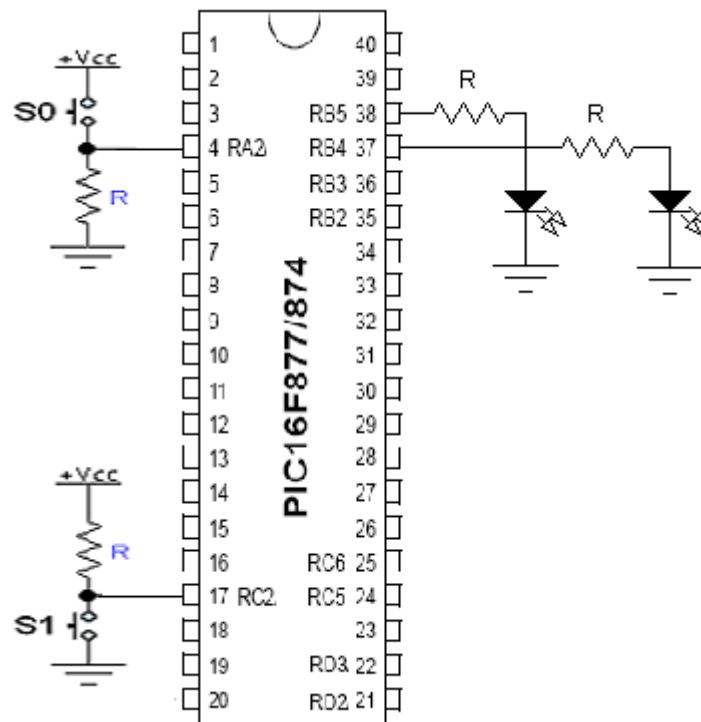 +Vcc
S0
R
+Vcc
R
S1
1
2
3
4 RA2
5
6
7
8
9
10
11
12
13
14
15
16
17 RC2.
18
19
20
PIC16F877/874
40
39
RB5 38
RB4 37
RB3 36
RB2 35
34
33
32
31
30
29
28
27
26
RC6 25
RC5 24
23
RD3. 22
RD2. 21
R
R